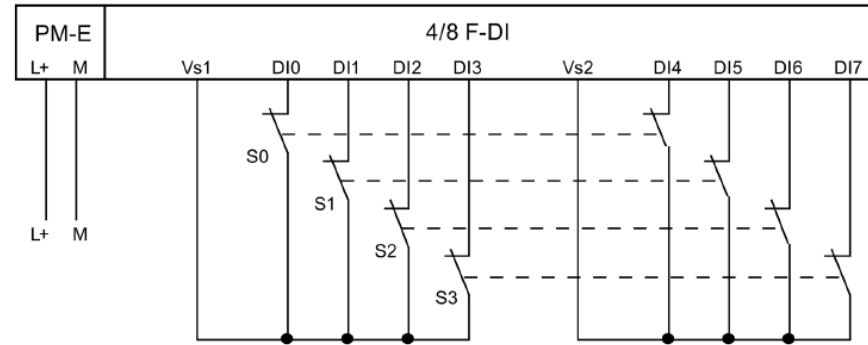 PM-E 4/8 F-DI
L+ M Vs1 DI0 DI1 DI2 DI3 Vs2 DI4 DI5 DI6 DI7
S0
S1
L+ M
S2
S3